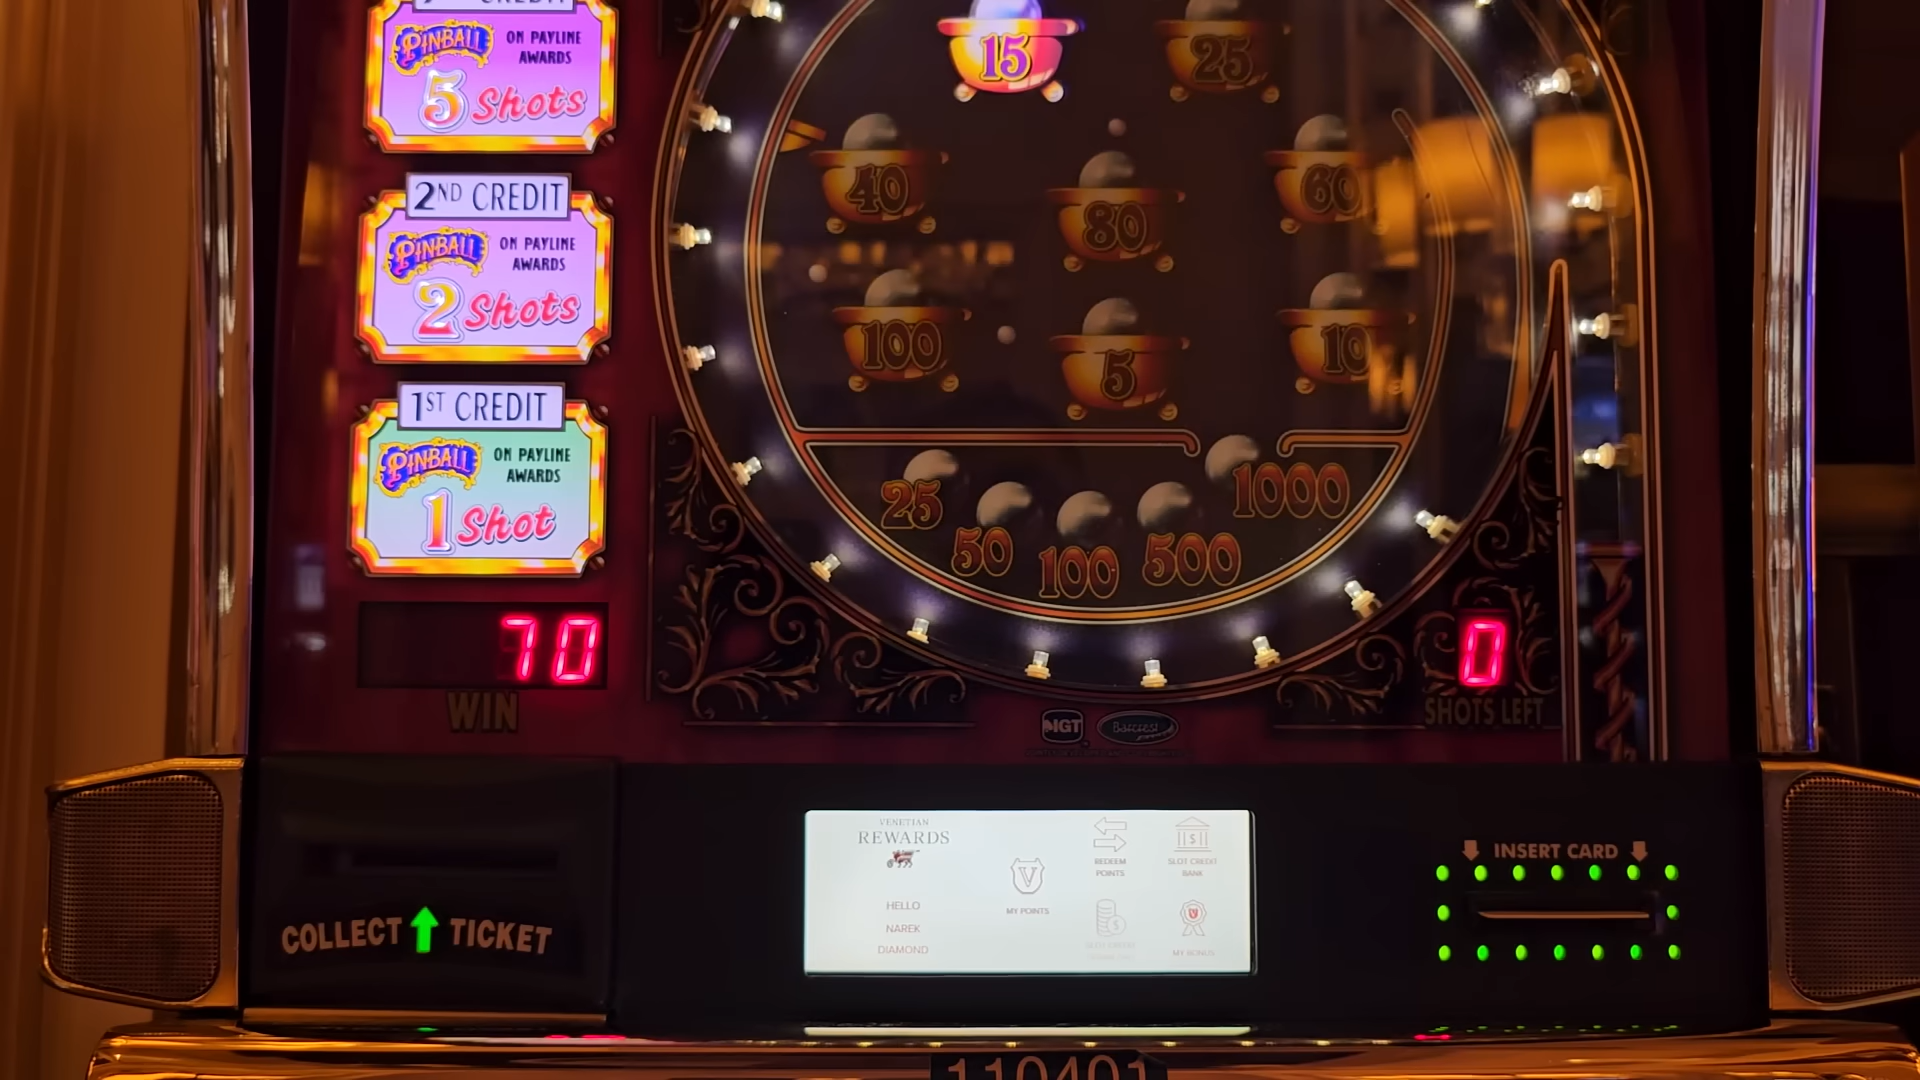 PINBALL ON PAYLINE
AWARDS
5 Shots
2ND CREDIT
PINBALL ON PAYLINE
AWARDS
2 Shots
1ST CREDIT
PINBALL ON PAYLINE
AWARDS
1 Shot
70
WIN
15
25
40
80
60
100
5
10
25
50
100
500
1000
0
SHOTS LEFT
IGT
Barcrest
COLLECT TICKET
VENETIAN
REWARDS
HELLO
NAREK
DIAMOND
V
MY POINTS
REDEEM
POINTS
$
SLOT CREDIT
BANK
MY BONUS
INSERT CARD
110401